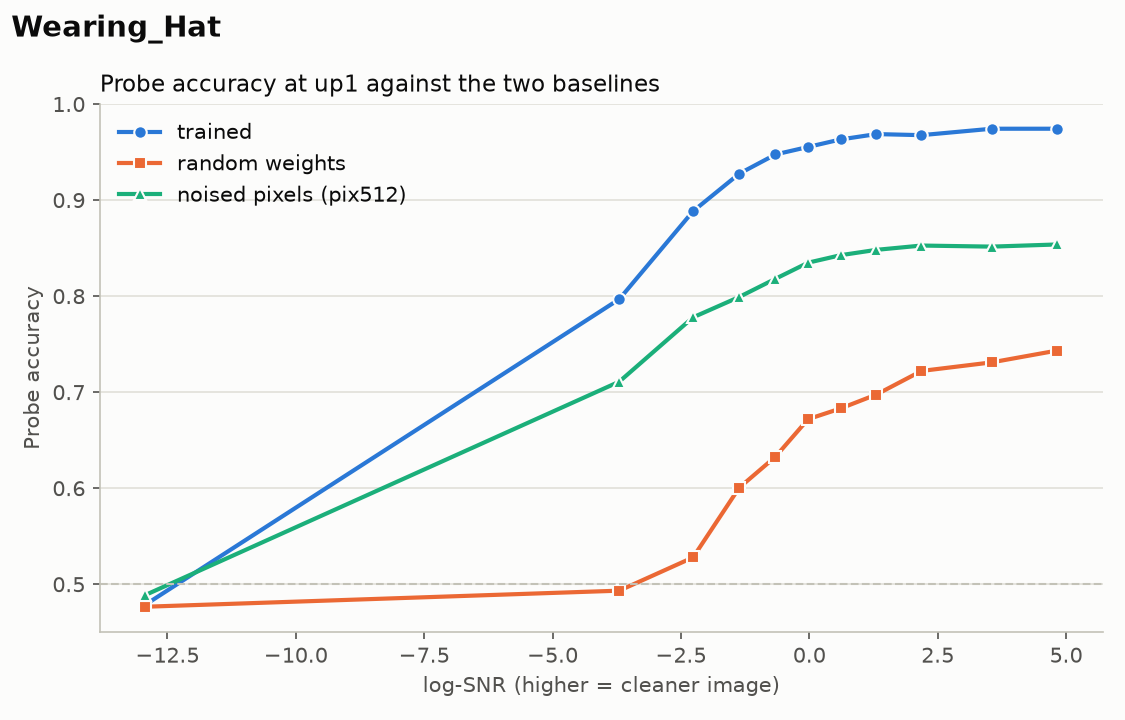 Wearing_Hat
Probe accuracy at up1 against the two baselines
trained
random weights
noised pixels (pix512)
Probe accuracy
1.0
0.9
0.8
0.7
0.6
0.5
−12.5 −10.0 −7.5 −5.0 −2.5 0.0 2.5 5.0
log-SNR (higher = cleaner image)